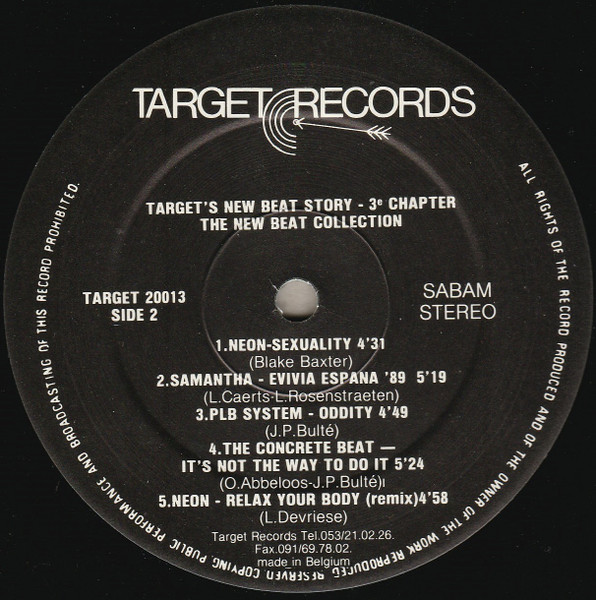 TARGET RECORDS
TARGET'S NEW BEAT STORY - 3e CHAPTER
THE NEW BEAT COLLECTION
TARGET 20013
SIDE 2
SABAM
STEREO
1.NEON-SEXUALITY 4'31
(Blake Baxter)
2.SAMANTHA - EVIVIA ESPANA '89 5'19
(L.Caerts-L.Rosenstraeten)
3.PLB SYSTEM - ODDITY 4'49
(J.P.Bulté)
4.THE CONCRETE BEAT —
IT'S NOT THE WAY TO DO IT 5'24
(O.Abbeloos-J.P.Bulté)ı
5.NEON - RELAX YOUR BODY (remix)4'58
(L.Devriese)
Target Records Tel.053/21.02.26.
Fax.091/69.78.02.
made in Belgium
ALL RIGHTS OF THE RECORD PRODUCED AND OF THE OWNER OF THE WORK REPRODUCED RESERVED. COPYING, PUBLIC PERFORMANCE AND BROADCASTING OF THIS RECORD PROHIBITED.